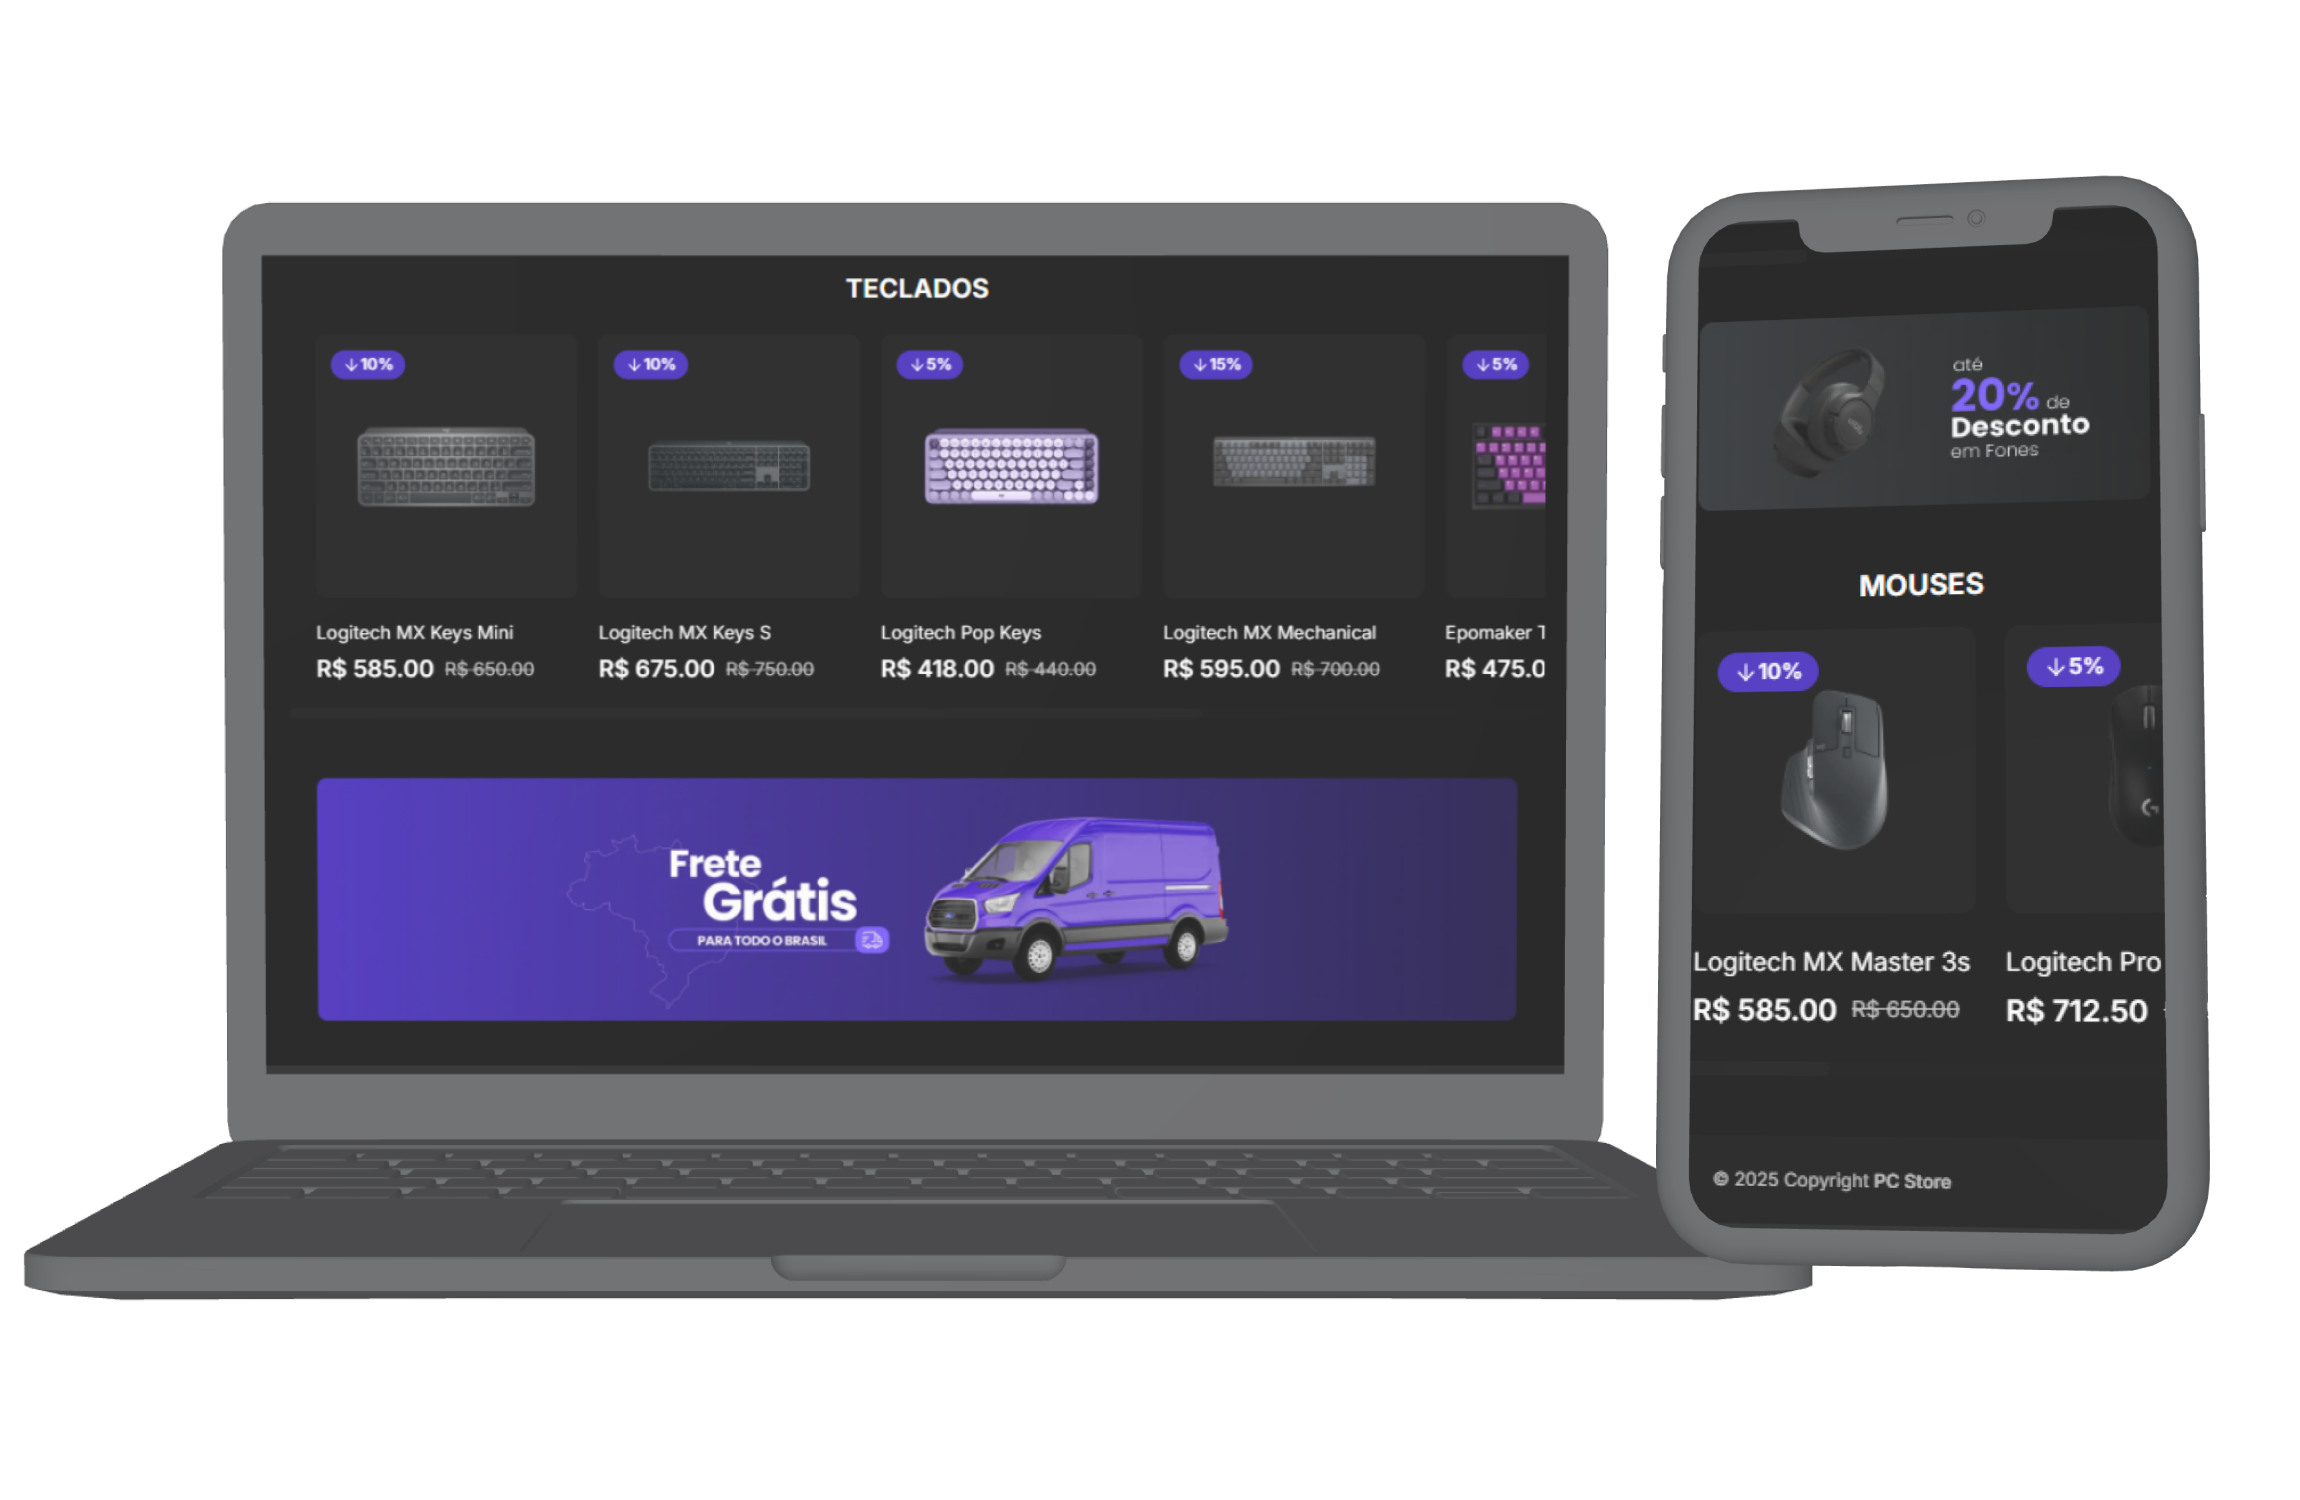 TECLADOS
↓10%
↓10%
↓5%
↓15%
↓5%
Logitech MX Keys Mini
R$ 585.00 R$ 650.00
Logitech MX Keys S
R$ 675.00 R$ 750.00
Logitech Pop Keys
R$ 418.00 R$ 440.00
Logitech MX Mechanical
R$ 595.00 R$ 700.00
Epomaker T
R$ 475.0
Frete
Grátis
PARA TODO O BRASIL
até
20% de
Desconto
em Fones
MOUSES
↓10%
↓5%
Logitech MX Master 3s
R$ 585.00 R$ 650.00
Logitech Pro
R$ 712.50
© 2025 Copyright PC Store